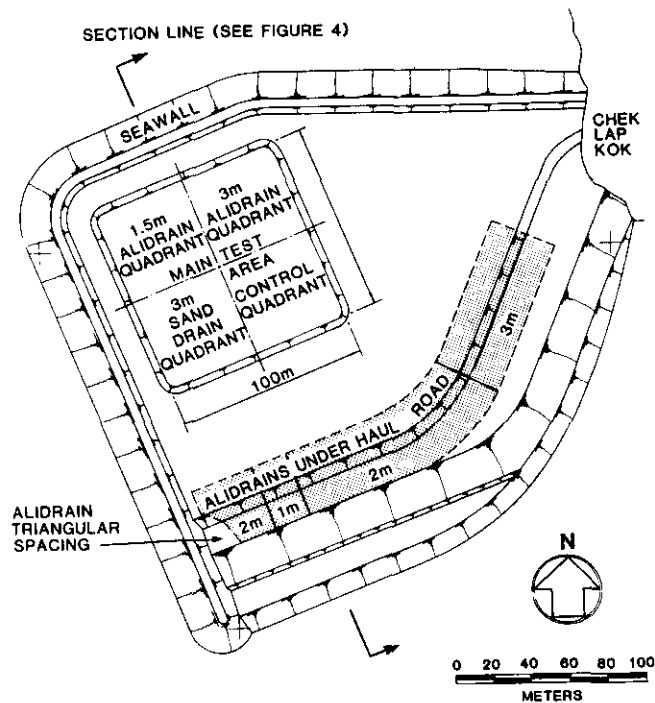 SECTION LINE (SEE FIGURE 4)
SEAWALL
CHEK
LAP
KOK
1.5m
ALIDRAIN
QUADRANT
3m
ALIDRAIN
QUADRANT
MAIN TEST
AREA
3m
SAND
DRAIN
QUADRANT
CONTROL
QUADRANT
100m
3m
ALIDRAINS UNDER HAUL ROAD
2m
1m
2m
ALIDRAIN
TRIANGULAR
SPACING
N
0 20 40 60 80 100
METERS